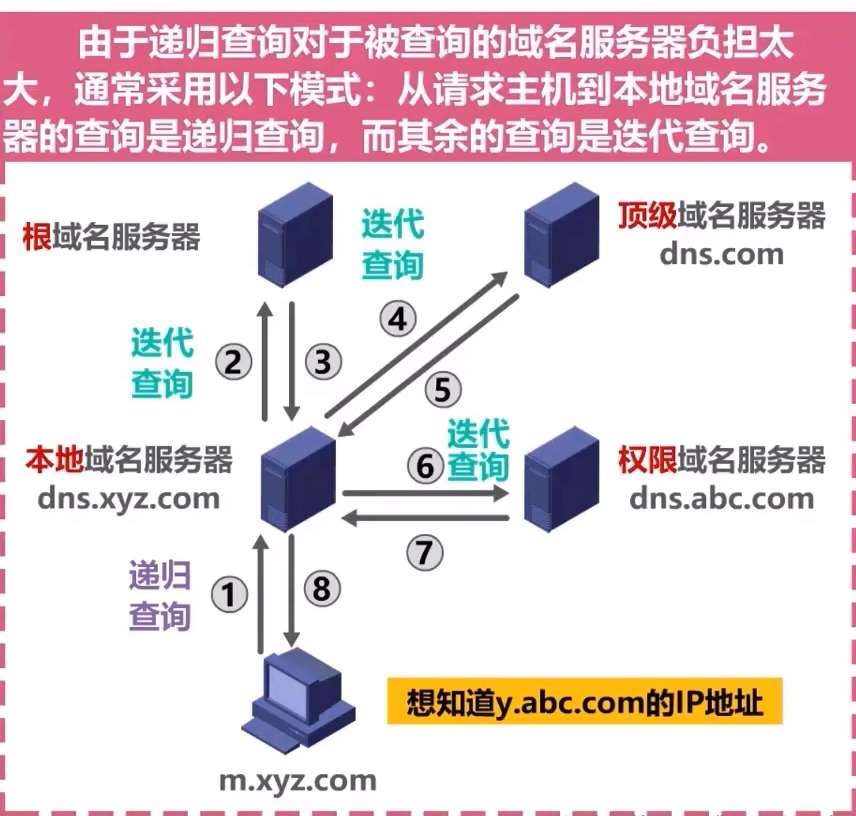 由于递归查询对于被查询的域名服务器负担太
大，通常采用以下模式：从请求主机到本地域名服务
器的查询是递归查询，而其余的查询是迭代查询。
根域名服务器
迭代
查询
顶级域名服务器
dns.com
迭代
查询
②
③
④
⑤
本地域名服务器
dns.xyz.com
迭代
查询
⑥
⑦
权限域名服务器
dns.abc.com
递归
查询
①
⑧
想知道y.abc.com的IP地址
m.xyz.com